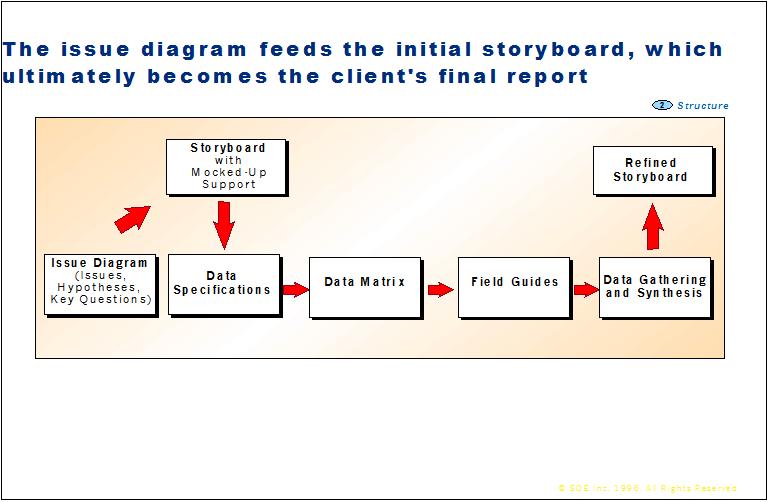 The issue diagram feeds the initial storyboard, which
ultimately becomes the client's final report
2 Structure
Storyboard
with
Mocked-Up
Support
Refined
Storyboard
Issue Diagram
(Issues,
Hypotheses,
Key Questions)
Data
Specifications
Data Matrix
Field Guides
Data Gathering
and Synthesis
© SOE Inc. 1996. All Rights Reserved